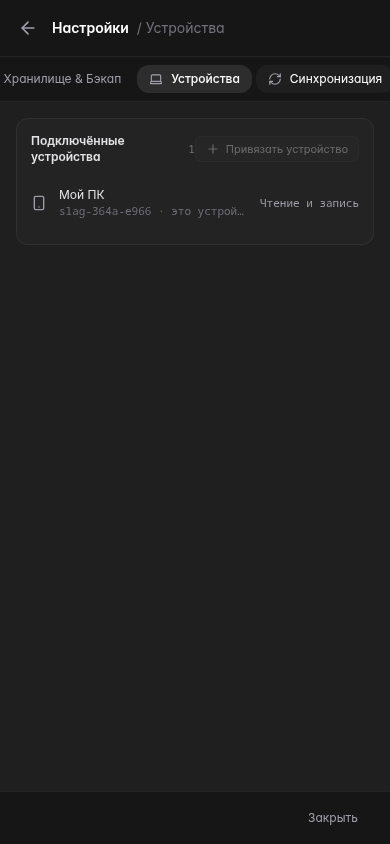 Настройки / Устройства
Хранилище & Бэкап Устройства Синхронизация
Подключённые устройства
1 Привязать устройство
Мой ПК
slag-364a-e966 · это устрой…
Чтение и запись
Закрыть